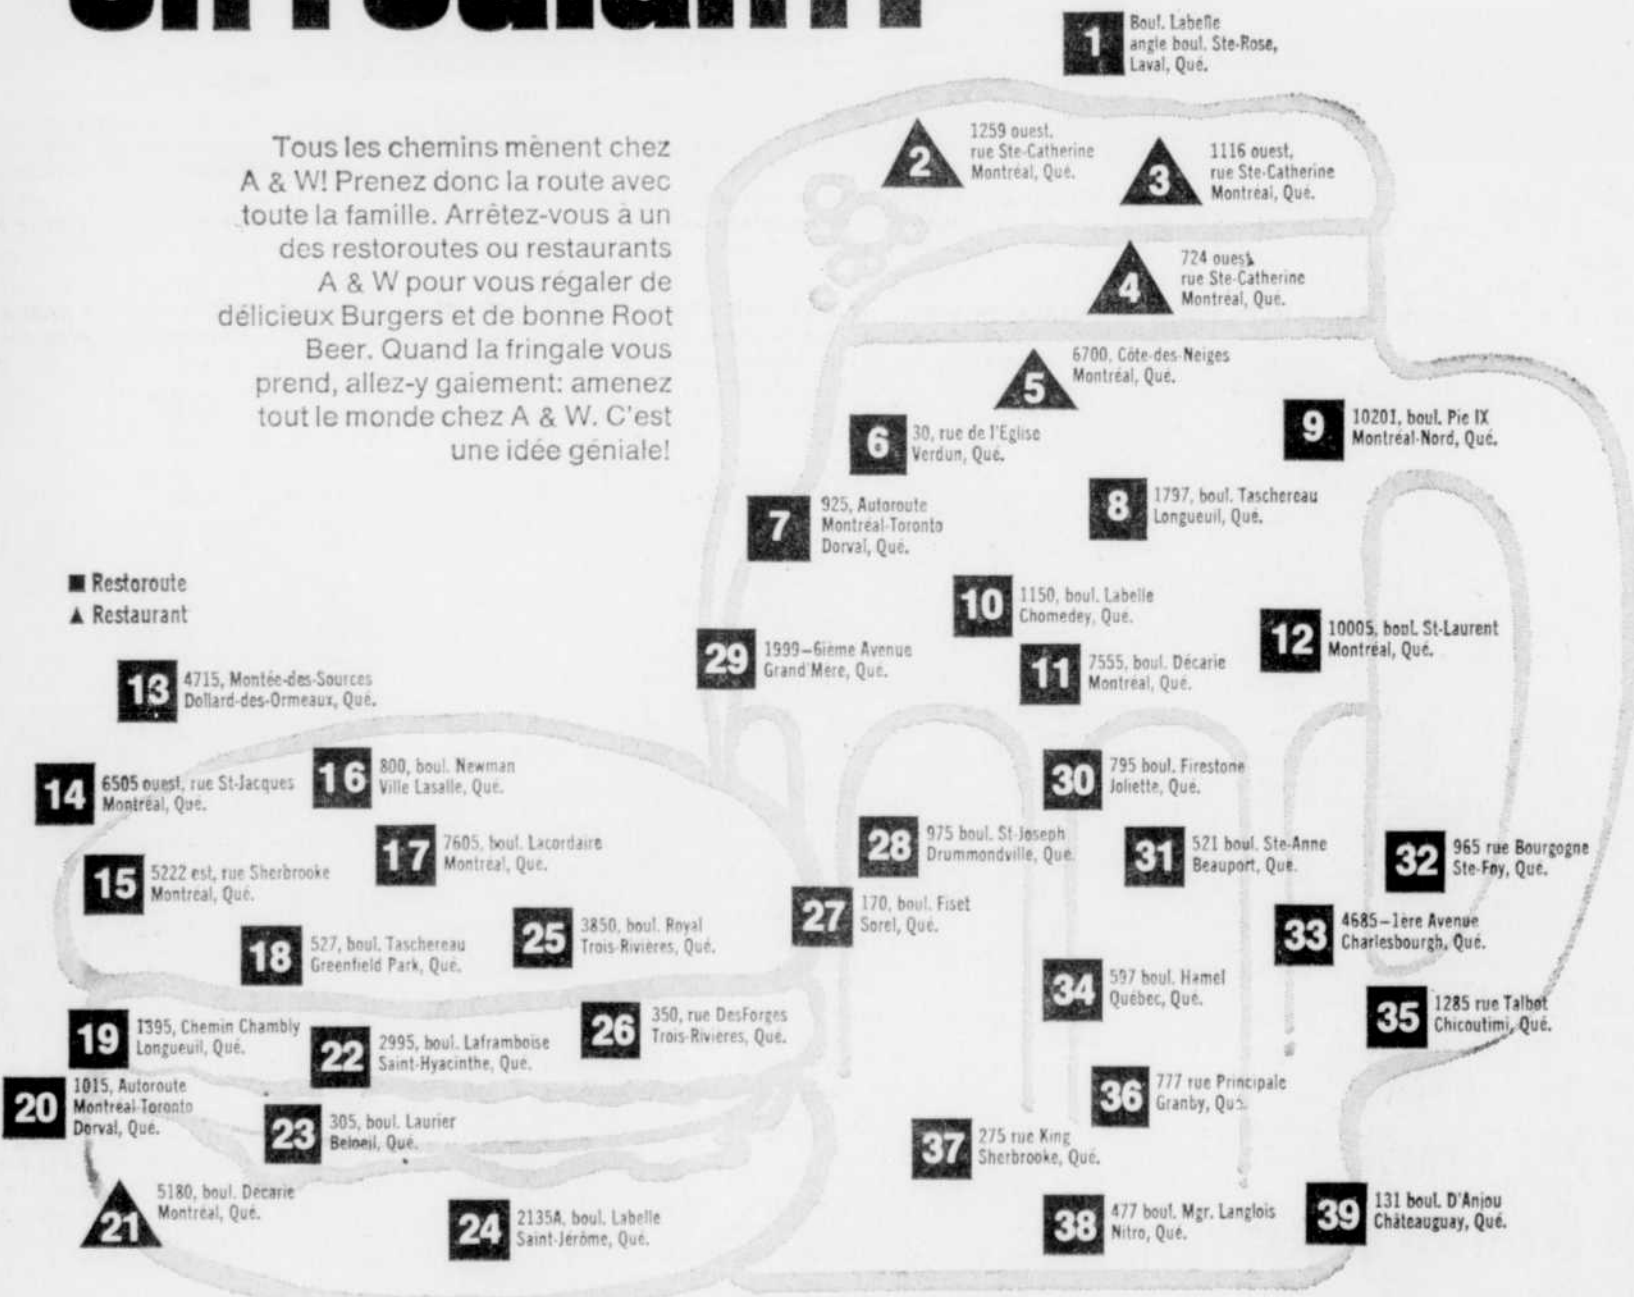 en roulant!
1
Boul. Labelle
angle boul. Ste-Rose,
Laval, Qué.
Tous les chemins mènent chez
A & W! Prenez donc la route avec
toute la famille. Arrêtez-vous à un
des restoroutes ou restaurants
A & W pour vous régaler de
délicieux Burgers et de bonne Root
Beer. Quand la fringale vous
prend, allez-y gaiement: amenez
tout le monde chez A & W. C'est
une idée géniale!
2
1259 ouest,
rue Ste-Catherine
Montréal, Qué.
3
1116 ouest,
rue Ste-Catherine
Montréal, Qué.
4
724 ouest,
rue Ste-Catherine
Montréal, Qué.
5
6700, Côte-des-Neiges
Montréal, Qué.
6
30, rue de l'Eglise
Verdun, Qué.
7
925, Autoroute
Montréal-Toronto
Dorval, Qué.
8
1797, boul. Taschereau
Longueuil, Qué.
9
10201, boul. Pie IX
Montréal-Nord, Qué.
■ Restoroute
▲ Restaurant
10
1150, boul. Labelle
Chomedey, Qué.
11
7555, boul. Décarie
Montréal, Qué.
12
10005, boul. St-Laurent
Montréal, Qué.
29
1999–6ième Avenue
Grand'Mère, Qué.
13
4715, Montée-des-Sources
Dollard-des-Ormeaux, Qué.
14
6505 ouest, rue St-Jacques
Montréal, Qué.
15
5222 est, rue Sherbrooke
Montréal, Qué.
16
800, boul. Newman
Ville Lasalle, Qué.
17
7605, boul. Lacordaire
Montréal, Qué.
18
527, boul. Taschereau
Greenfield Park, Qué.
19
1395, Chemin Chambly
Longueuil, Qué.
20
1015, Autoroute
Montréal-Toronto
Dorval, Qué.
21
5180, boul. Décarie
Montréal, Qué.
22
2995, boul. Laframboise
Saint-Hyacinthe, Qué.
23
305, boul. Laurier
Beloeil, Qué.
24
2135A, boul. Labelle
Saint-Jérôme, Qué.
25
3850, boul. Royal
Trois-Rivières, Qué.
26
350, rue DesForges
Trois-Rivières, Qué.
27
170, boul. Fiset
Sorel, Qué.
28
975 boul. St-Joseph
Drummondville, Qué.
30
795 boul. Firestone
Joliette, Qué.
31
521 boul. Ste-Anne
Beauport, Qué.
32
965 rue Bourgogne
Ste-Foy, Qué.
33
4685–1ère Avenue
Charlesbourgh, Qué.
34
597 boul. Hamel
Québec, Qué.
35
1285 rue Talbot
Chicoutimi, Qué.
36
777 rue Principale
Granby, Qué.
37
275 rue King
Sherbrooke, Qué.
38
477 boul. Mgr. Langlois
Nitro, Qué.
39
131 boul. D'Anjou
Châteauguay, Qué.